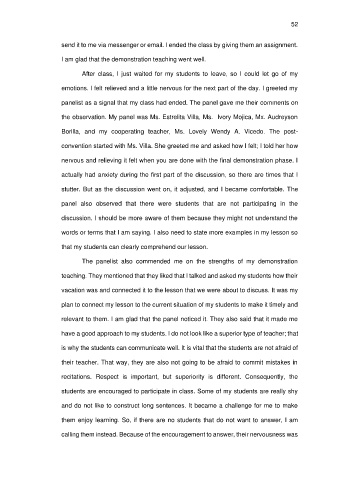 52
send it to me via messenger or email. I ended the class by giving them an assignment.
I am glad that the demonstration teaching went well.
After class, I just waited for my students to leave, so I could let go of my
emotions. I felt relieved and a little nervous for the next part of the day. I greeted my
panelist as a signal that my class had ended. The panel gave me their comments on
the observation. My panel was Ms. Estrelita Villa, Ms. Ivory Mojica, Mx. Audreyson
Borilla, and my cooperating teacher, Ms. Lovely Wendy A. Vicedo. The post-
convention started with Ms. Villa. She greeted me and asked how I felt; I told her how
nervous and relieving it felt when you are done with the final demonstration phase. I
actually had anxiety during the first part of the discussion, so there are times that I
stutter. But as the discussion went on, it adjusted, and I became comfortable. The
panel also observed that there were students that are not participating in the
discussion. I should be more aware of them because they might not understand the
words or terms that I am saying. I also need to state more examples in my lesson so
that my students can clearly comprehend our lesson.
The panelist also commended me on the strengths of my demonstration
teaching. They mentioned that they liked that I talked and asked my students how their
vacation was and connected it to the lesson that we were about to discuss. It was my
plan to connect my lesson to the current situation of my students to make it timely and
relevant to them. I am glad that the panel noticed it. They also said that it made me
have a good approach to my students. I do not look like a superior type of teacher; that
is why the students can communicate well. It is vital that the students are not afraid of
their teacher. That way, they are also not going to be afraid to commit mistakes in
recitations. Respect is important, but superiority is different. Consequently, the
students are encouraged to participate in class. Some of my students are really shy
and do not like to construct long sentences. It became a challenge for me to make
them enjoy learning. So, if there are no students that do not want to answer, I am
calling them instead. Because of the encouragement to answer, their nervousness was